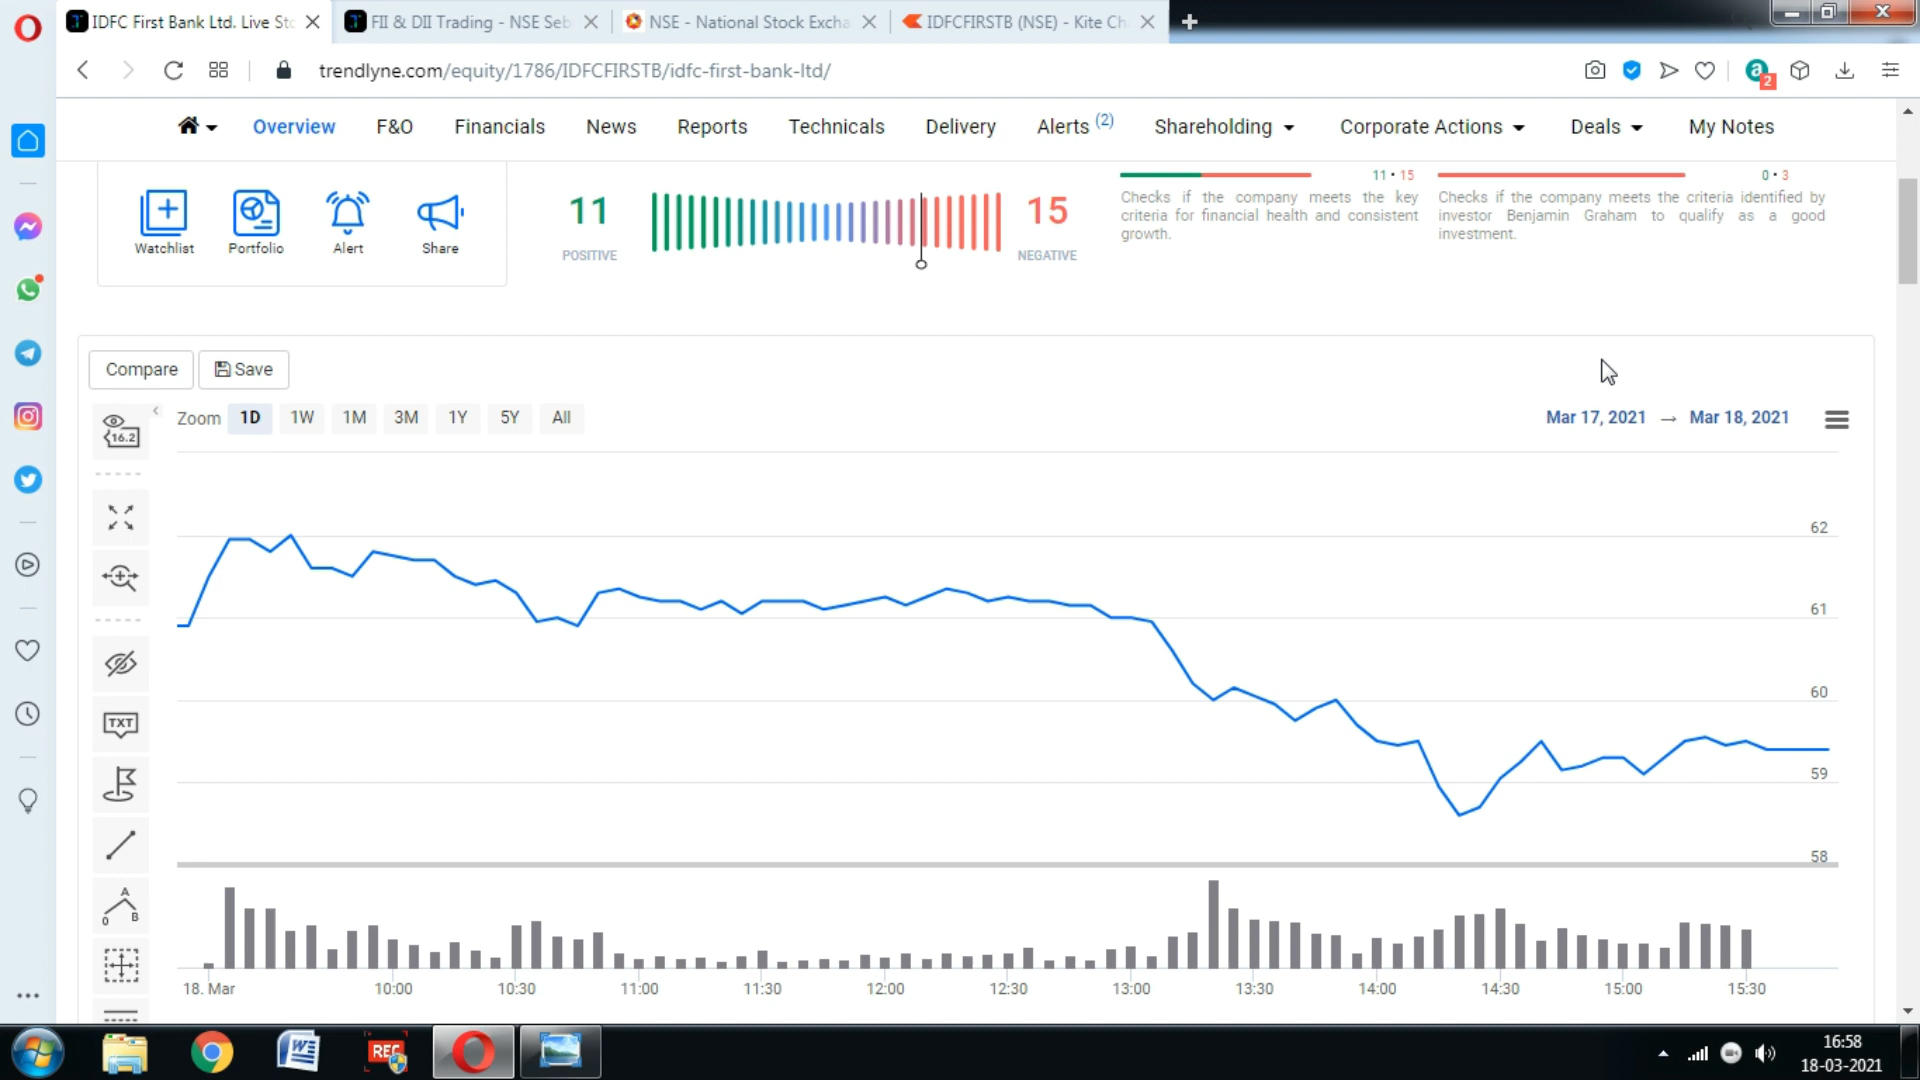 IDFC First Bank Ltd. Live Sto
FII & DII Trading - NSE Seb
NSE - National Stock Excha
IDFCFIRSTB (NSE) - Kite Ch
trendlyne.com/equity/1786/IDFCFIRSTB/idfc-first-bank-ltd/
a 2
Overview F&O Financials News Reports Technicals Delivery Alerts (2) Shareholding Corporate Actions Deals My Notes
Watchlist Portfolio Alert Share
11
POSITIVE
15
NEGATIVE
11 • 15
Checks if the company meets the key
criteria for financial health and consistent
growth.
0 • 3
Checks if the company meets the criteria identified by
investor Benjamin Graham to qualify as a good
investment.
Compare Save
16.2
Zoom 1D 1W 1M 3M 1Y 5Y All
Mar 17, 2021 → Mar 18, 2021
TXT
A
0 B
62
61
60
59
58
18. Mar 10:00 10:30 11:00 11:30 12:00 12:30 13:00 13:30 14:00 14:30 15:00 15:30
W
REC
16:58
18-03-2021